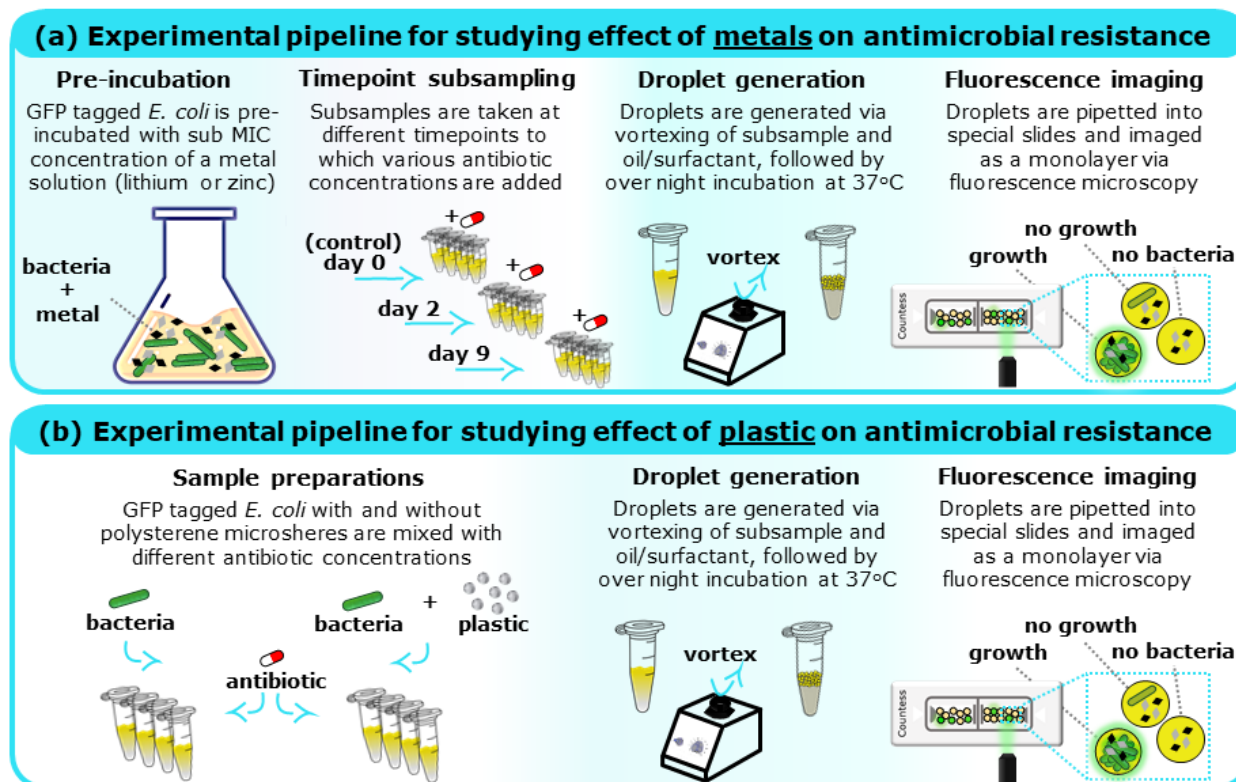 (a) Experimental pipeline for studying effect of metals on antimicrobial resistance
Pre-incubation
GFP tagged E. coli is pre-
incubated with sub MIC
concentration of a metal
solution (lithium or zinc)
bacteria
+
metal
Timepoint subsampling
Subsamples are taken at
different timepoints to
which various antibiotic
concentrations are added
+
(control)
day 0
+
day 2
+
day 9
Droplet generation
Droplets are generated via
vortexing of subsample and
oil/surfactant, followed by
over night incubation at 37ºC
vortex
Fluorescence imaging
Droplets are pipetted into
special slides and imaged
as a monolayer via
fluorescence microscopy
no growth
growth
no bacteria
Countess
(b) Experimental pipeline for studying effect of plastic on antimicrobial resistance
Sample preparations
GFP tagged E. coli with and without
polysterene microsheres are mixed with
different antibiotic concentrations
bacteria
bacteria
+
plastic
antibiotic
Droplet generation
Droplets are generated via
vortexing of subsample and
oil/surfactant, followed by
over night incubation at 37ºC
vortex
Fluorescence imaging
Droplets are pipetted into
special slides and imaged
as a monolayer via
fluorescence microscopy
no growth
growth
no bacteria
Countess